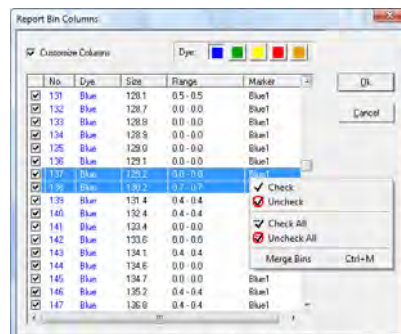 Report Bin Columns
Customize Columns Dye:
No. Dye Size Range Marker
131 Blue 128.1 0.5 - 0.5 Blue1
132 Blue 128.7 0.0 - 0.0 Blue1
133 Blue 128.8 0.0 - 0.0 Blue1
134 Blue 128.9 0.0 - 0.0 Blue1
135 Blue 129.0 0.0 - 0.0 Blue1
136 Blue 129.1 0.0 - 0.0 Blue1
137 Blue 129.2 0.0 - 0.0 Blue1
138 Blue 130.2 0.7 - 0.7
139 Blue 131.4 0.4 - 0.4
140 Blue 132.4 0.4 - 0.4
141 Blue 133.4 0.0 - 0.0
142 Blue 133.6 0.0 - 0.0
143 Blue 134.1 0.4 - 0.4
144 Blue 134.6 0.0 - 0.0
145 Blue 134.7 0.0 - 0.0 Blue1
146 Blue 135.2 0.4 - 0.4 Blue1
147 Blue 136.8 0.4 - 0.4 Blue1
Ok
Cancel
Check
Uncheck
Check All
Uncheck All
Merge Bins Ctrl+M